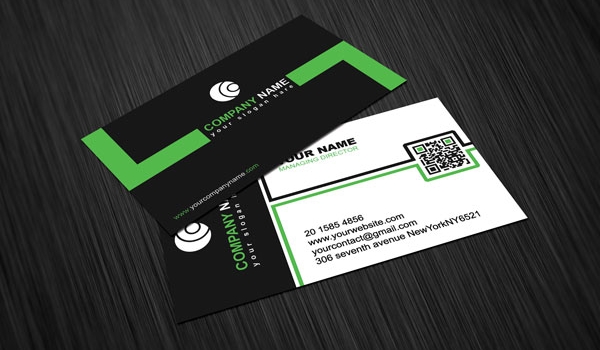 COMPANY NAME
your slogan here
www.yourcompanyname.com
YOUR NAME
MANAGING DIRECTOR
COMPANY N
your slogan
20 1585 4856
www.yourwebsite.com
yourcontact@gmail.com
306 seventh avenue NewYorkNY6521